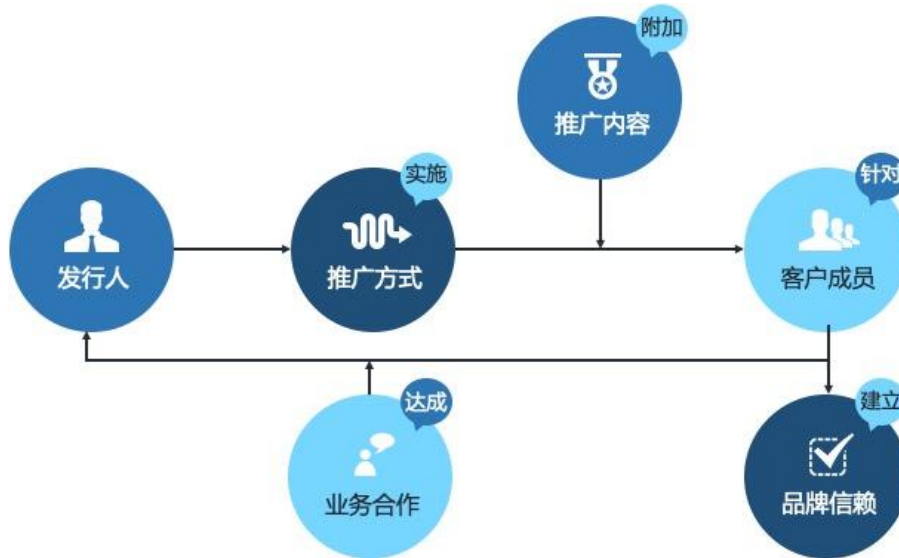 附加
推广内容
实施
针对
发行人
推广方式
客户成员
达成
建立
业务合作
品牌信赖